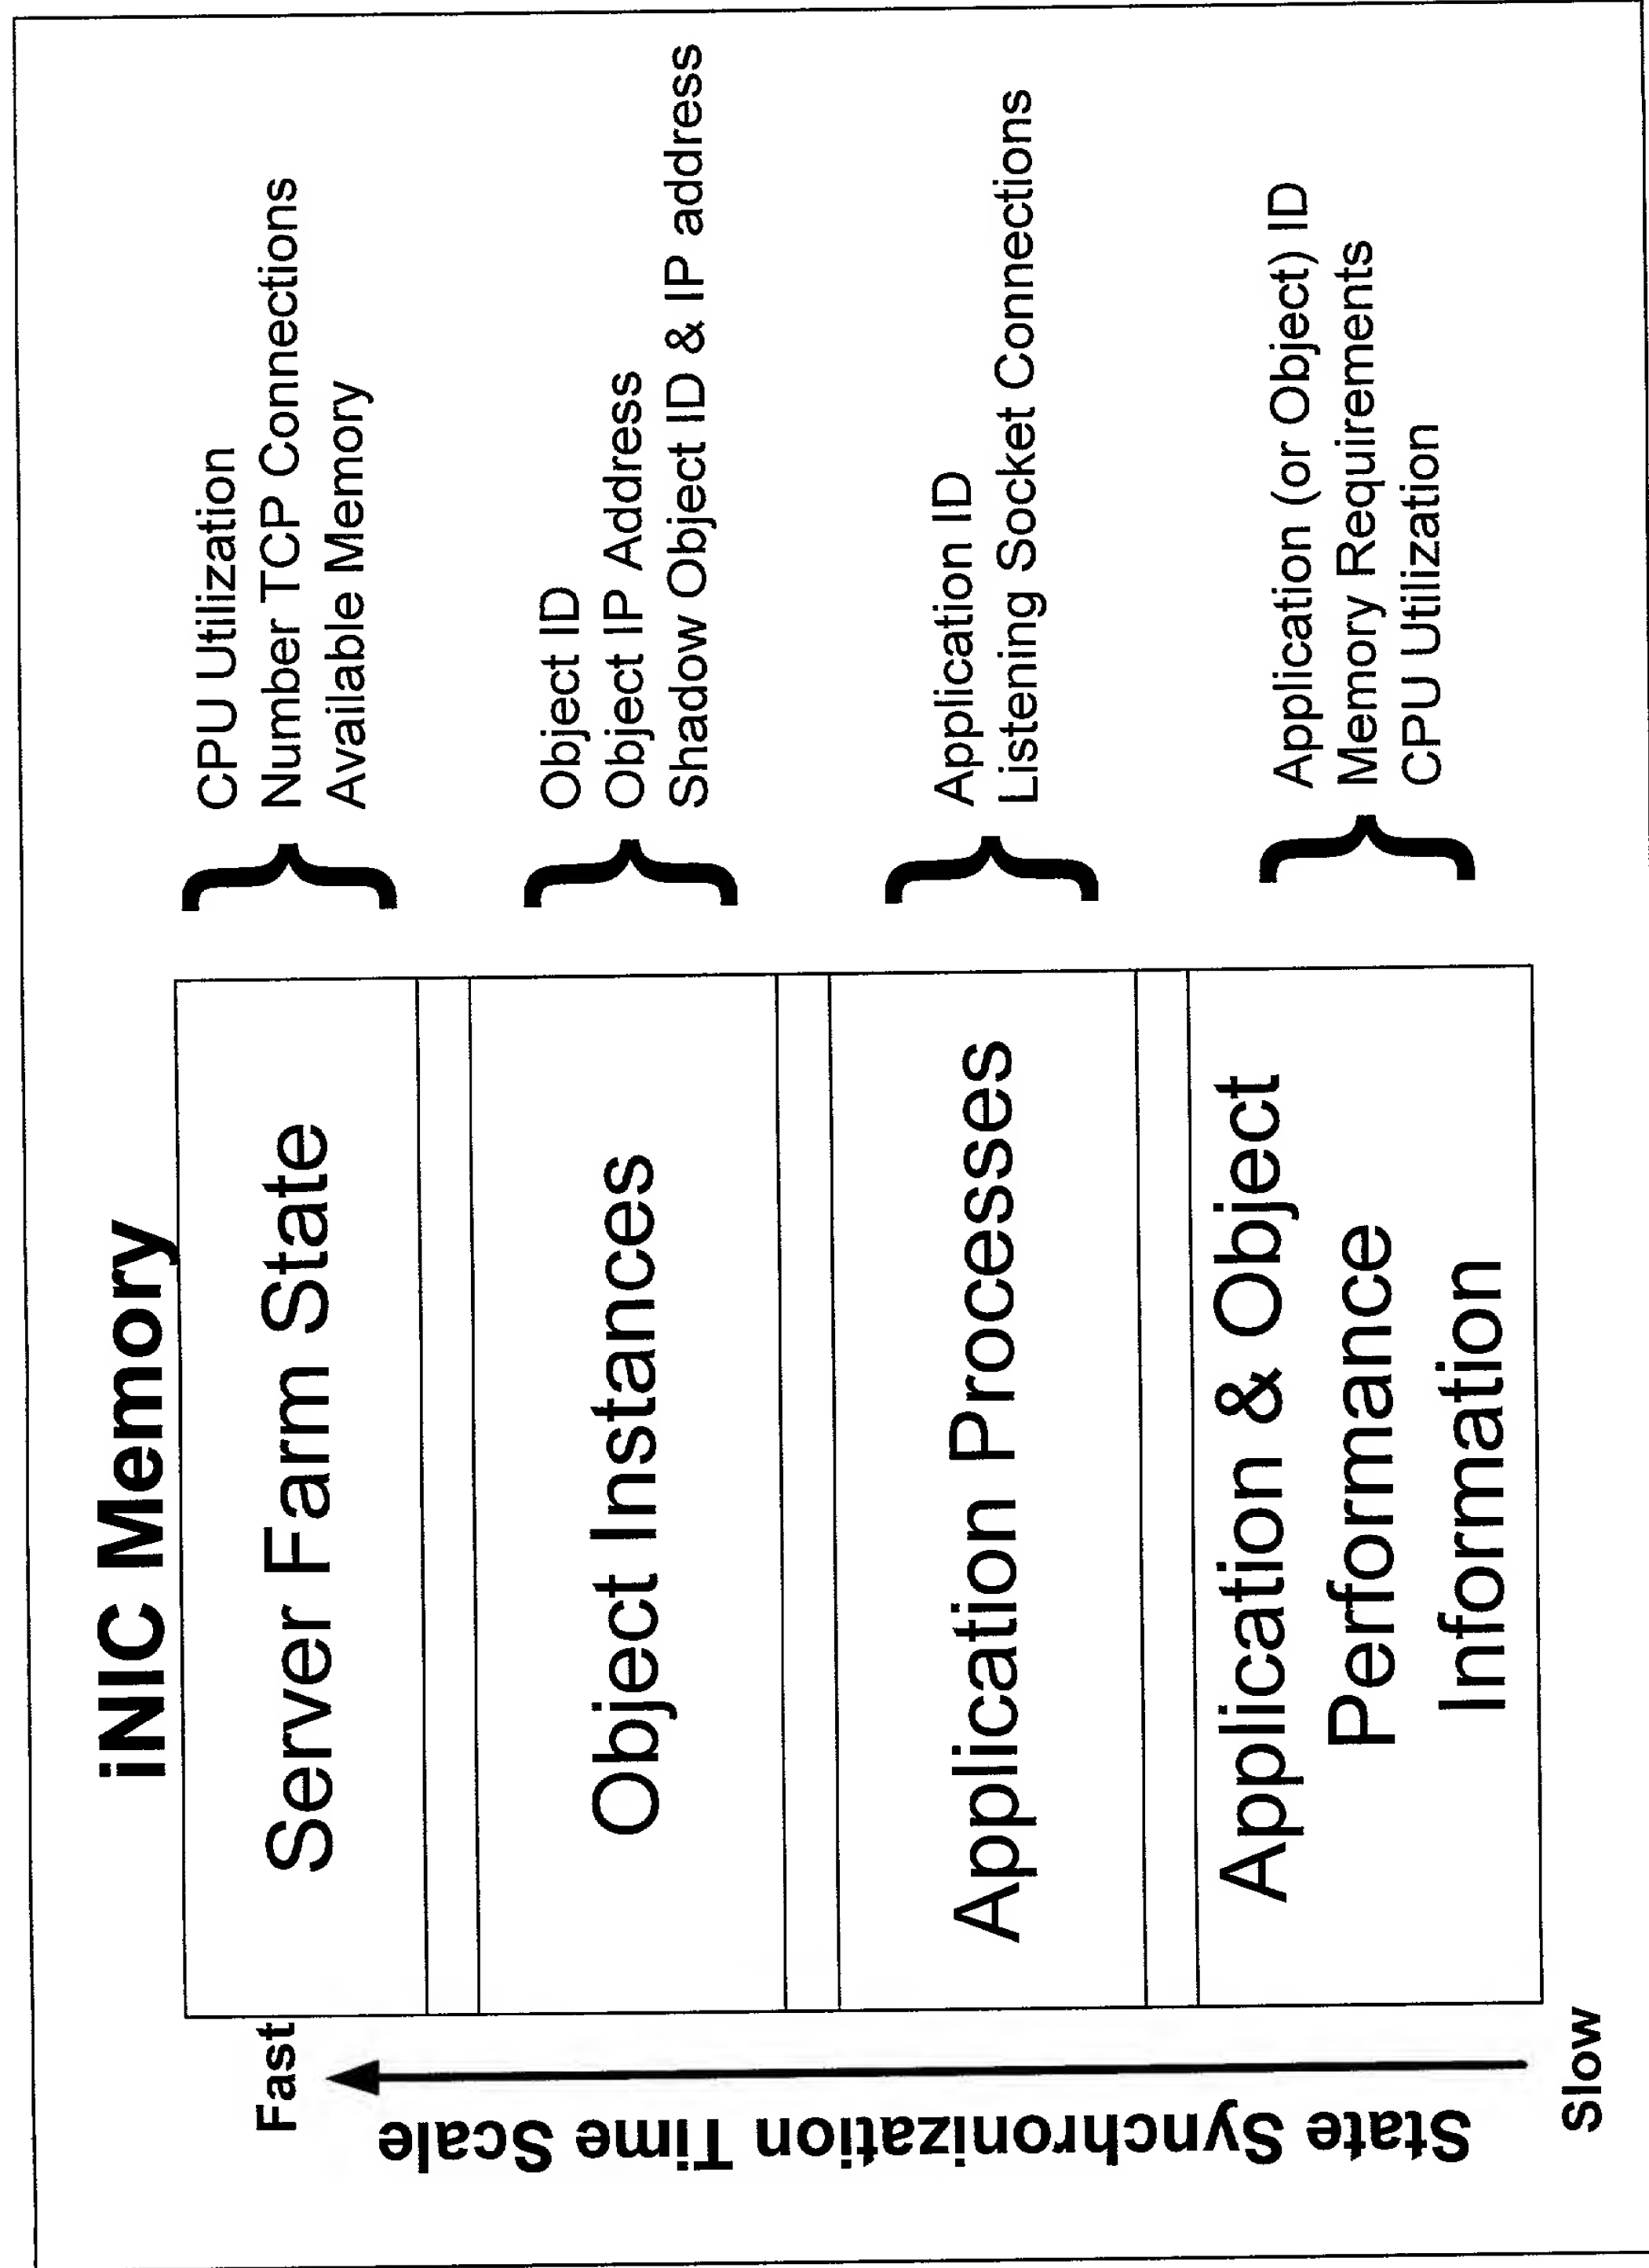 iNIC Memory
Fast
State Synchronization Time Scale
Slow
Server Farm State
CPU Utilization
Number TCP Connections
Available Memory
Object Instances
Object ID
Object IP Address
Shadow Object ID & IP address
Application Processes
Application ID
Listening Socket Connections
Application & Object
Performance
Information
Application (or Object) ID
Memory Requirements
CPU Utilization